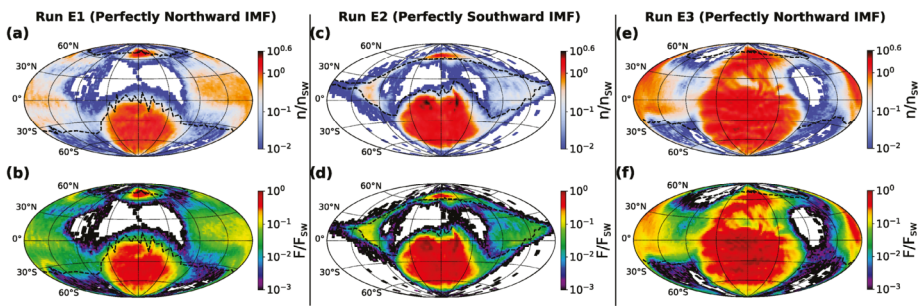 Run E1 (Perfectly Northward IMF)
Run E2 (Perfectly Southward IMF)
Run E3 (Perfectly Northward IMF)
(a)
60°N
30°N
0°
30°S
60°S
10^0.6
10^0
10^-1
10^-2
n/n_SW
(c)
60°N
30°N
0°
30°S
60°S
10^0.6
10^0
10^-1
10^-2
n/n_SW
(e)
60°N
30°N
0°
30°S
60°S
10^0.6
10^0
10^-1
10^-2
n/n_SW
(b)
60°N
30°N
0°
30°S
60°S
10^0
10^-1
10^-2
10^-3
F/F_SW
(d)
60°N
30°N
0°
30°S
60°S
10^0
10^-1
10^-2
10^-3
F/F_SW
(f)
60°N
30°N
0°
30°S
60°S
10^0
10^-1
10^-2
10^-3
F/F_SW